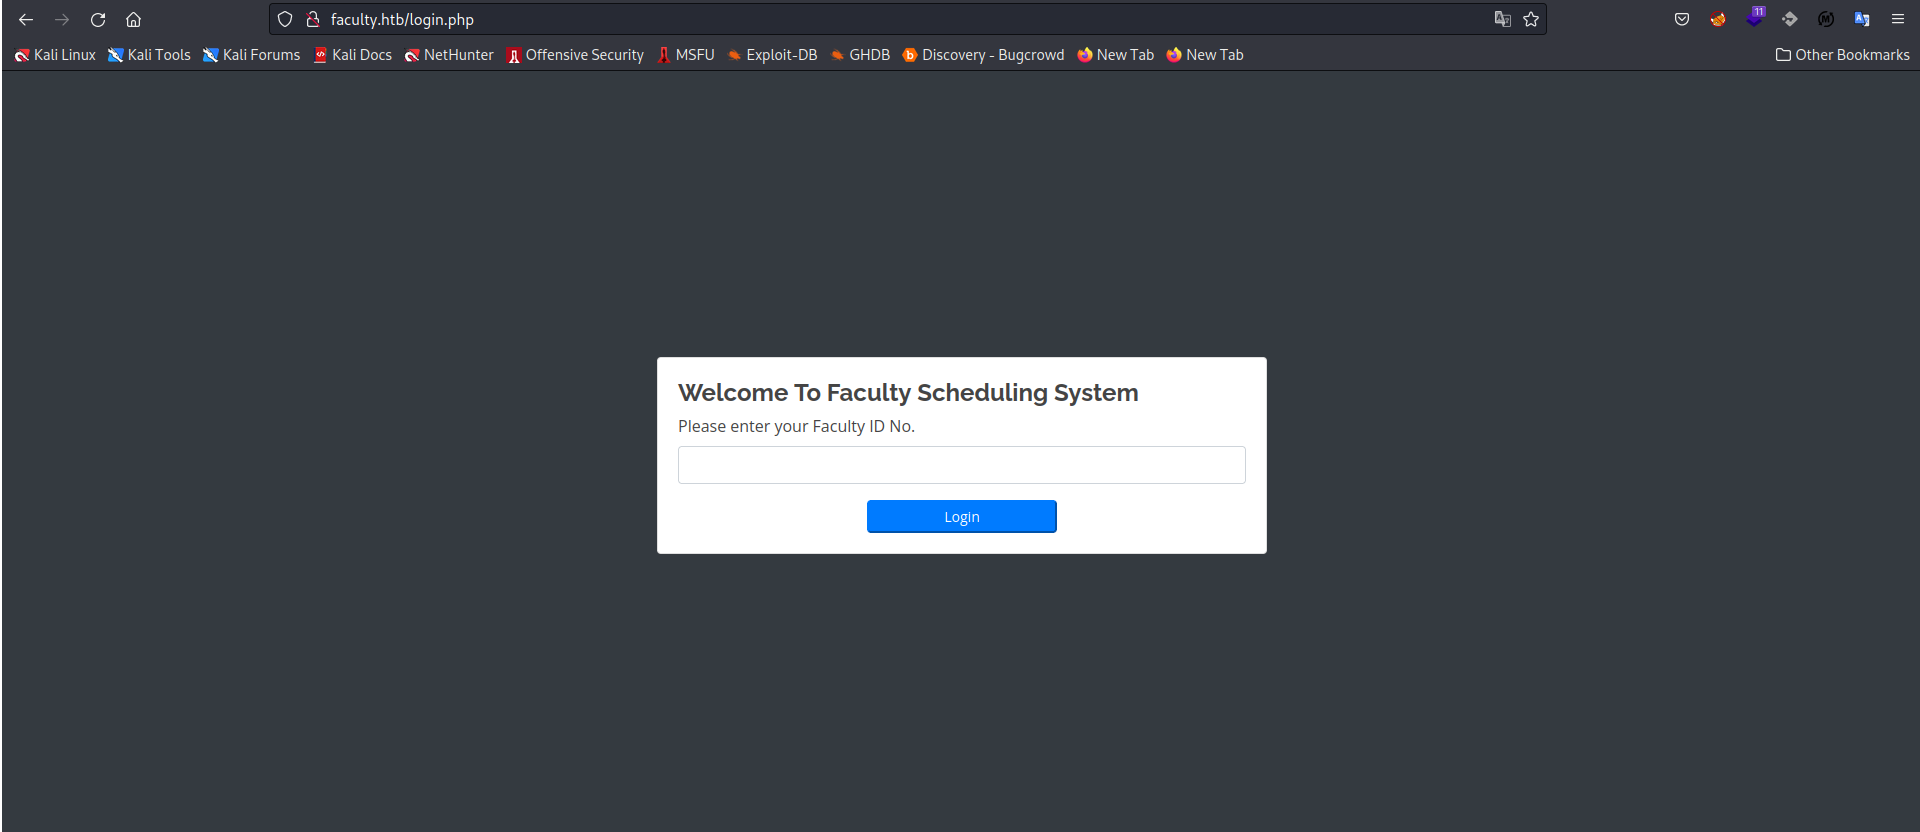 faculty.htb/login.php
11
Kali Linux Kali Tools Kali Forums Kali Docs NetHunter Offensive Security MSFU Exploit-DB GHDB Discovery - Bugcrowd New Tab New Tab Other Bookmarks
Welcome To Faculty Scheduling System
Please enter your Faculty ID No.
Login